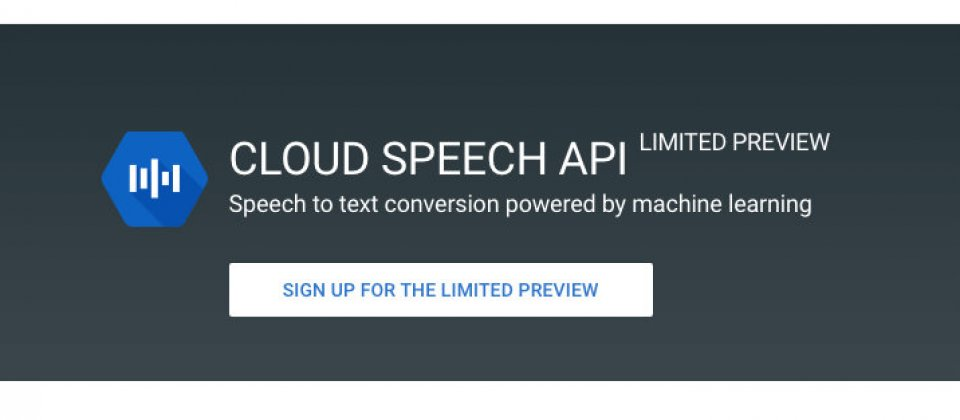 CLOUD SPEECH API LIMITED PREVIEW
Speech to text conversion powered by machine learning
SIGN UP FOR THE LIMITED PREVIEW